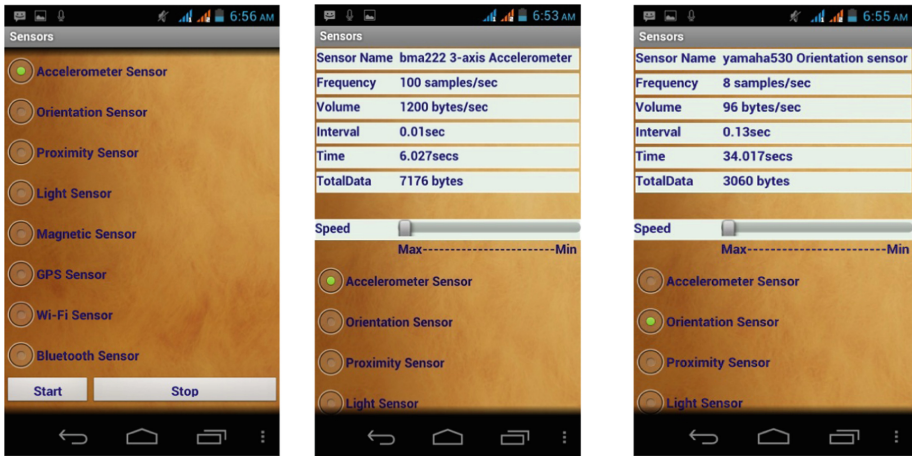 6:56 AM
Sensors
Accelerometer Sensor
Orientation Sensor
Proximity Sensor
Light Sensor
Magnetic Sensor
GPS Sensor
Wi-Fi Sensor
Bluetooth Sensor
Start Stop
6:53 AM
Sensors
Sensor Name bma222 3-axis Accelerometer
Frequency 100 samples/sec
Volume 1200 bytes/sec
Interval 0.01sec
Time 6.027secs
TotalData 7176 bytes
Speed
Max-----------------------Min
Accelerometer Sensor
Orientation Sensor
Proximity Sensor
Light Sensor
6:55 AM
Sensors
Sensor Name yamaha530 Orientation sensor
Frequency 8 samples/sec
Volume 96 bytes/sec
Interval 0.13sec
Time 34.017secs
TotalData 3060 bytes
Speed
Max-----------------------Min
Accelerometer Sensor
Orientation Sensor
Proximity Sensor
Light Sensor